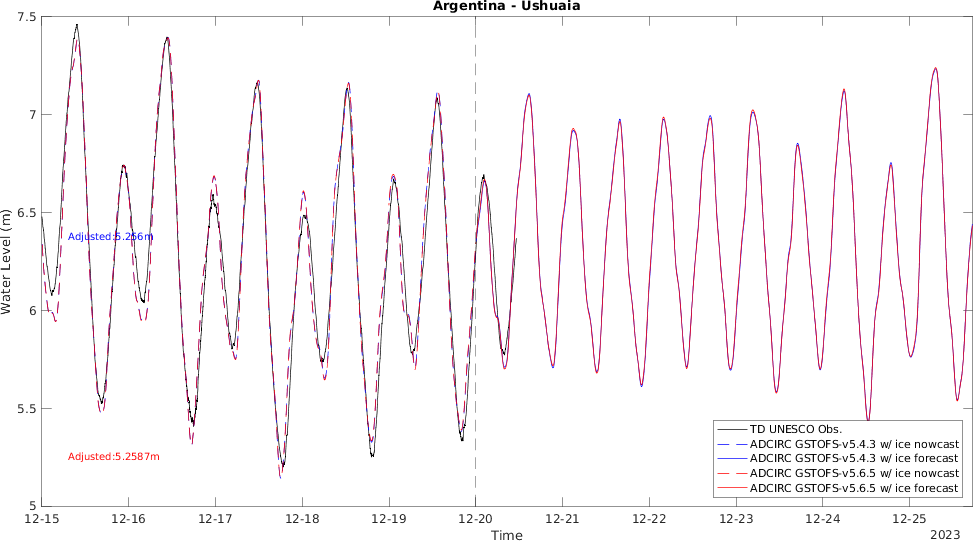 Argentina - Ushuaia
7.5
7
6.5
6
5.5
5
Water Level (m)
Adjusted:5.256m
Adjusted:5.2587m
TD UNESCO Obs.
ADCIRC GSTOFS-v5.4.3 w/ ice nowcast
ADCIRC GSTOFS-v5.4.3 w/ ice forecast
ADCIRC GSTOFS-v5.6.5 w/ ice nowcast
ADCIRC GSTOFS-v5.6.5 w/ ice forecast
12-15 12-16 12-17 12-18 12-19 12-20 12-21 12-22 12-23 12-24 12-25
Time
2023